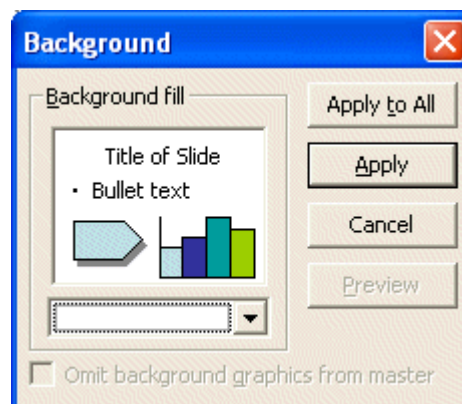 Background
Background fill
Title of Slide
• Bullet text
Apply to All
Apply
Cancel
Preview
Omit background graphics from master